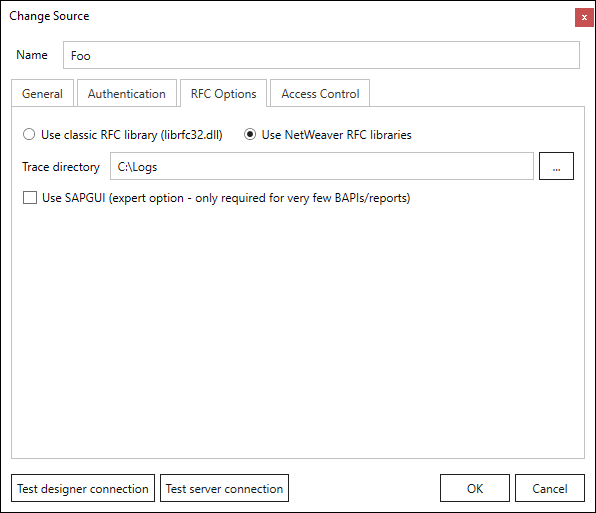 Change Source
x
Name Foo
General Authentication RFC Options Access Control
Use classic RFC library (librfc32.dll) Use NetWeaver RFC libraries
Trace directory C:\Logs ...
Use SAPGUI (expert option - only required for very few BAPIs/reports)
Test designer connection Test server connection OK Cancel